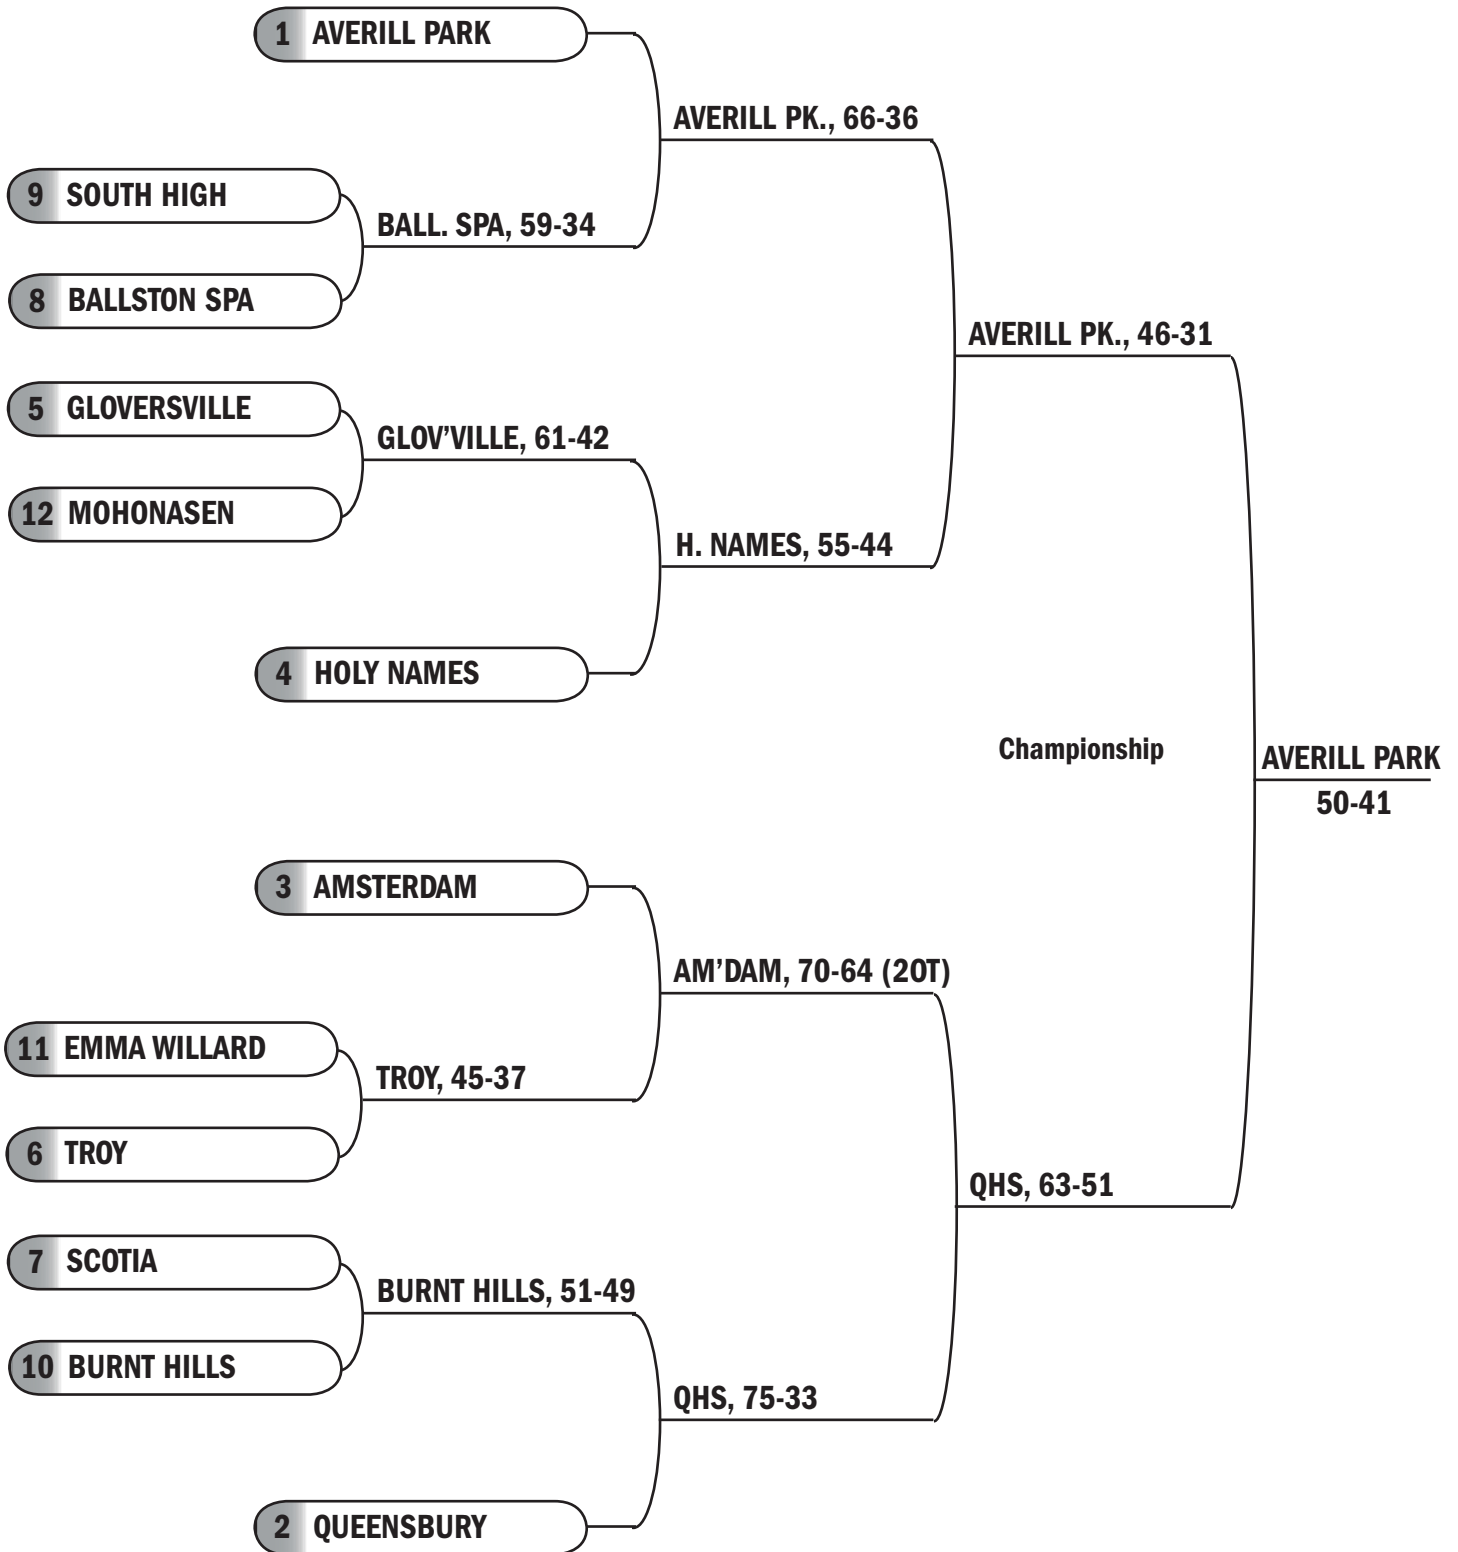 1 AVERILL PARK
AVERILL PK., 66-36
9 SOUTH HIGH
BALL. SPA, 59-34
8 BALLSTON SPA
AVERILL PK., 46-31
5 GLOVERSVILLE
GLOV’VILLE, 61-42
12 MOHONASEN
H. NAMES, 55-44
4 HOLY NAMES
Championship
AVERILL PARK
50-41
3 AMSTERDAM
AM’DAM, 70-64 (2OT)
11 EMMA WILLARD
TROY, 45-37
6 TROY
QHS, 63-51
7 SCOTIA
BURNT HILLS, 51-49
10 BURNT HILLS
QHS, 75-33
2 QUEENSBURY